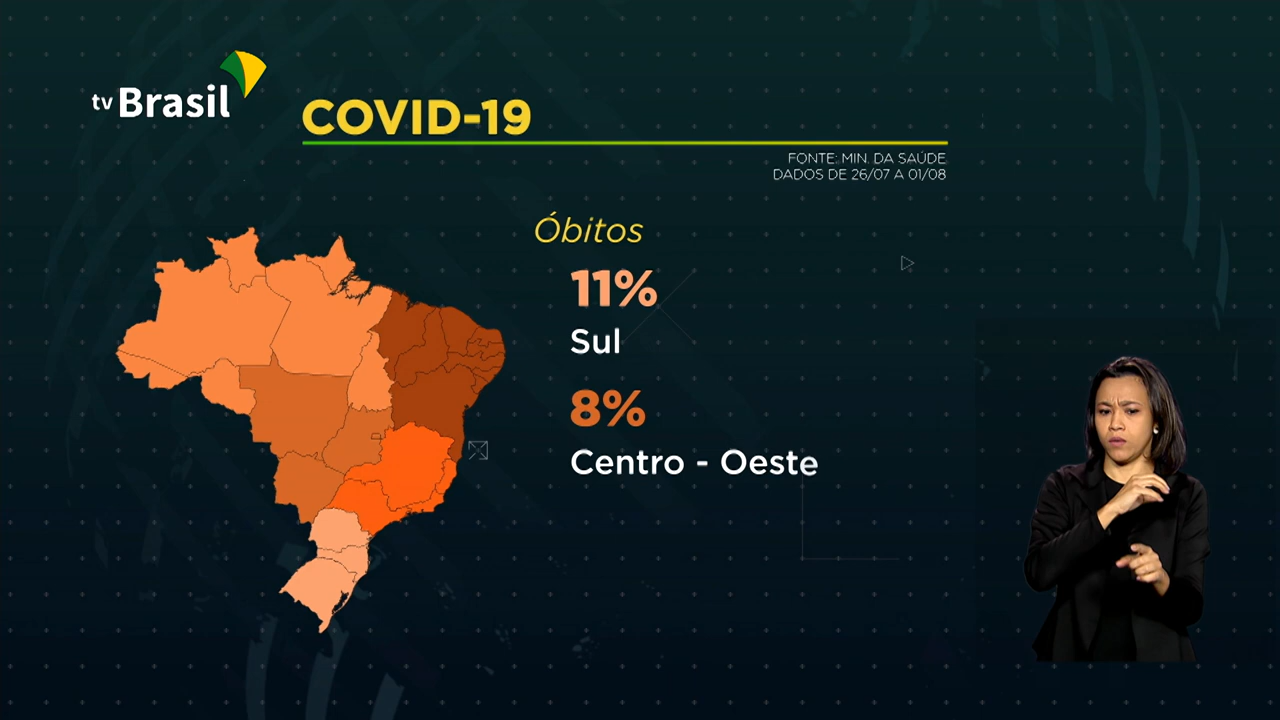 tv Brasil
COVID-19
FONTE: MIN. DA SAÚDE
DADOS DE 26/07 A 01/08
Óbitos
11%
Sul
8%
Centro - Oeste